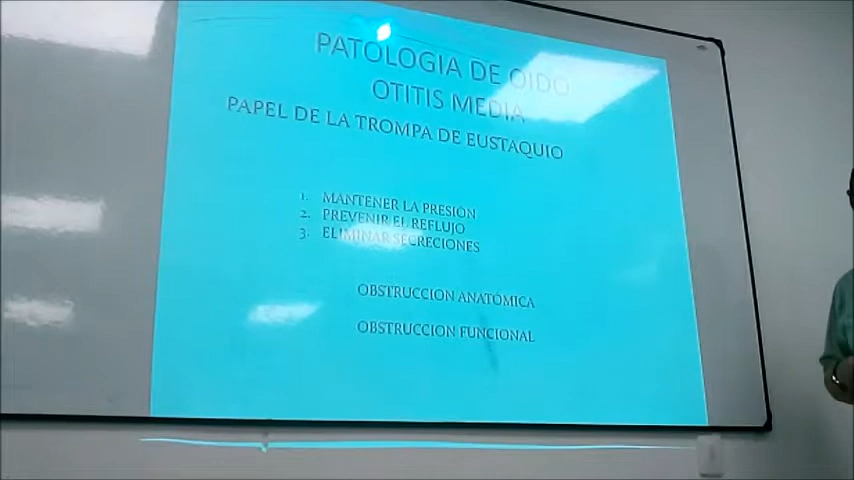 PATOLOGIA DE OIDO
OTITIS MEDIA
PAPEL DE LA TROMPA DE EUSTAQUIO
1. MANTENER LA PRESIÓN
2. PREVENIR EL REFLUJO
3. ELIMINAR SECRECIONES
OBSTRUCCION ANATÓMICA
OBSTRUCCION FUNCIONAL